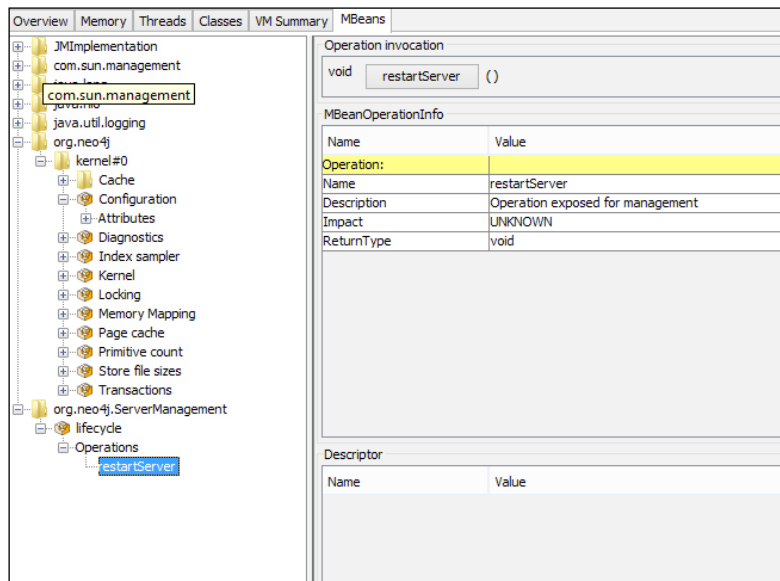 Overview Memory Threads Classes VM Summary MBeans
JMImplementation
com.sun.management
com.sun.management
java.util.logging
org.neo4j
kernel#0
Cache
Configuration
Attributes
Diagnostics
Index sampler
Kernel
Locking
Memory Mapping
Page cache
Primitive count
Store file sizes
Transactions
org.neo4j.ServerManagement
lifecycle
Operations
restartServer
Operation invocation
void restartServer ()
MBeanOperationInfo
Name Value
Operation:
Name restartServer
Description Operation exposed for management
Impact UNKNOWN
ReturnType void
Descriptor
Name Value